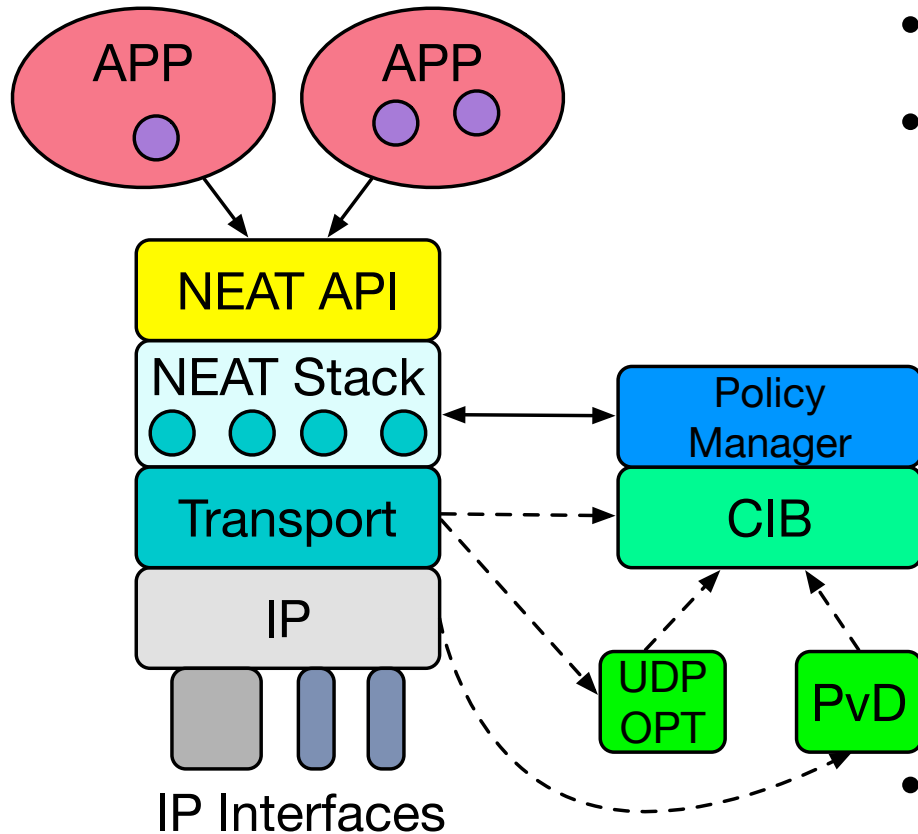 APP
APP
NEAT API
NEAT Stack
Policy
Manager
Transport
CIB
IP
UDP
OPT
PvD
IP Interfaces